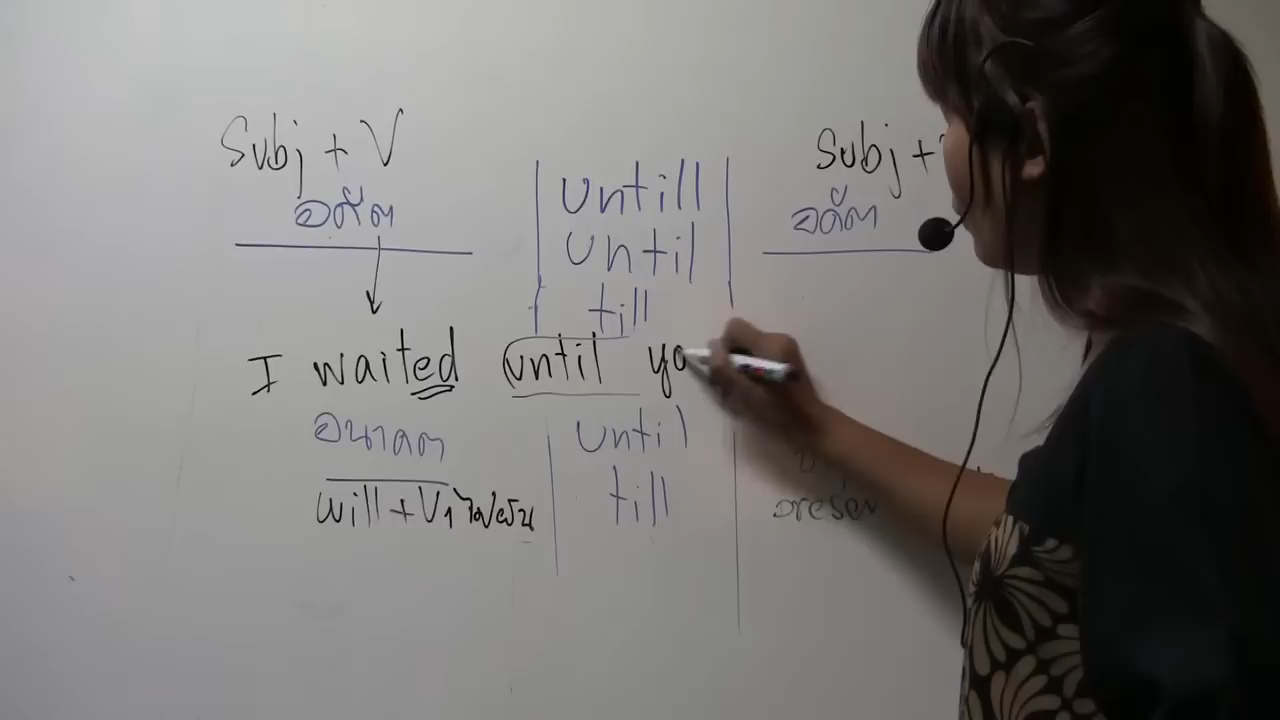 Subj + V untill Subj +
อดีต until อดีต
till
I waited until yo
อนาคต until
will + V1 ไม่ผัน till presen